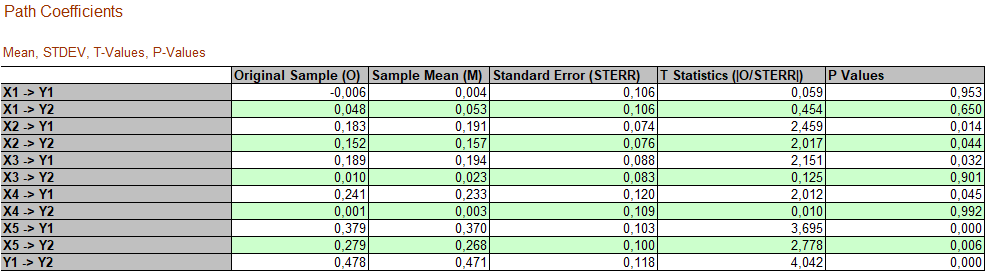 Path Coefficients
Mean, STDEV, T-Values, P-Values
Original Sample (O) Sample Mean (M) Standard Error (STERR) T Statistics (|O/STERR|) P Values
X1 -> Y1 -0,006 0,004 0,106 0,059 0,953
X1 -> Y2 0,048 0,053 0,106 0,454 0,650
X2 -> Y1 0,183 0,191 0,074 2,459 0,014
X2 -> Y2 0,152 0,157 0,076 2,017 0,044
X3 -> Y1 0,189 0,194 0,088 2,151 0,032
X3 -> Y2 0,010 0,023 0,083 0,125 0,901
X4 -> Y1 0,241 0,233 0,120 2,012 0,045
X4 -> Y2 0,001 0,003 0,109 0,010 0,992
X5 -> Y1 0,379 0,370 0,103 3,695 0,000
X5 -> Y2 0,279 0,268 0,100 2,778 0,006
Y1 -> Y2 0,478 0,471 0,118 4,042 0,000